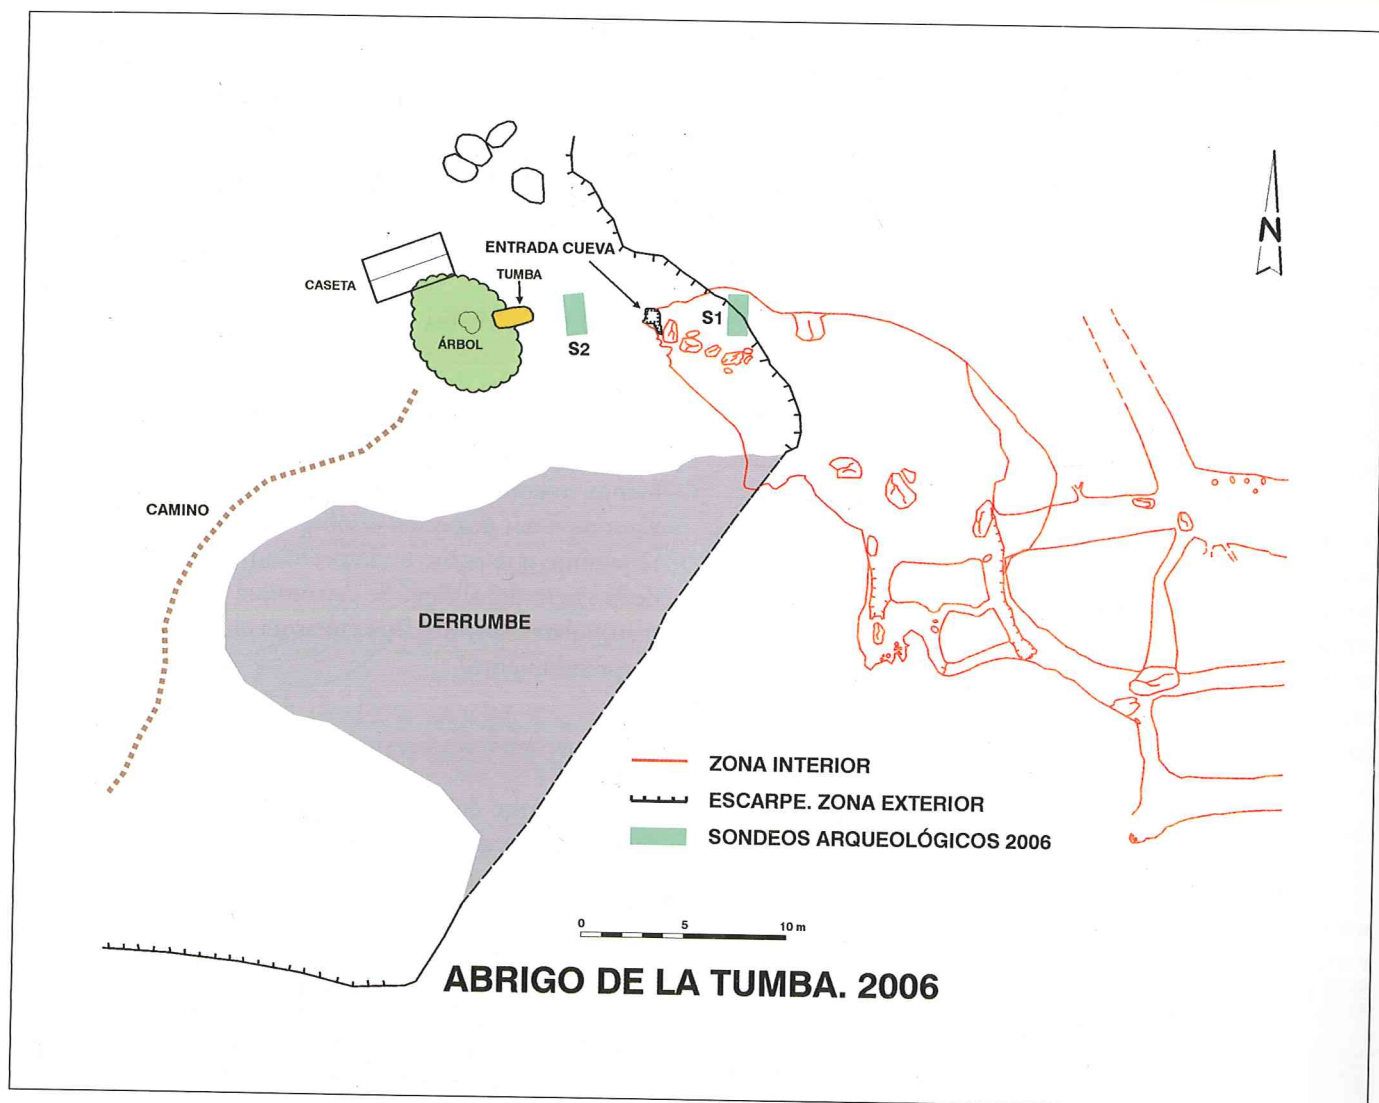 N
ENTRADA CUEVA
TUMBA
CASETA
S1
ÁRBOL
S2
CAMINO
DERRUMBE
ZONA INTERIOR
ESCARPE. ZONA EXTERIOR
SONDEOS ARQUEOLÓGICOS 2006
0 5 10 m
ABRIGO DE LA TUMBA. 2006